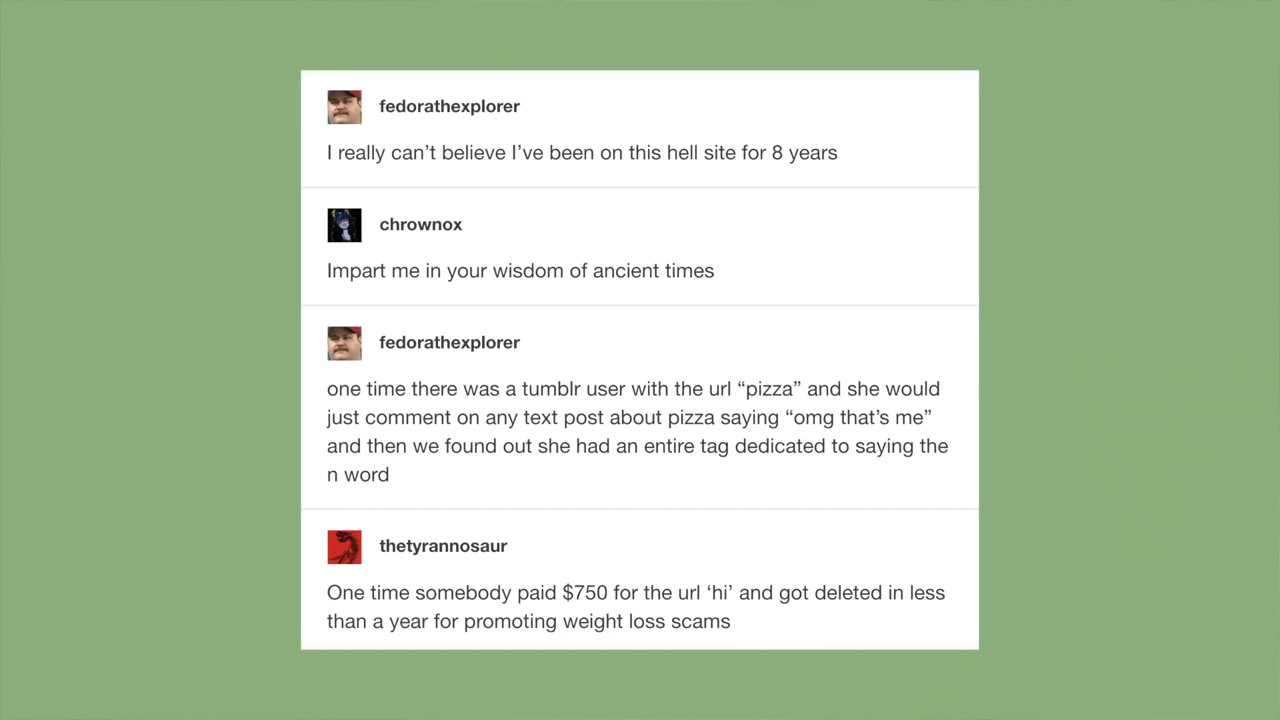 fedorathexplorer
I really can’t believe I’ve been on this hell site for 8 years
chrownox
Impart me in your wisdom of ancient times
fedorathexplorer
one time there was a tumblr user with the url “pizza” and she would
just comment on any text post about pizza saying “omg that’s me”
and then we found out she had an entire tag dedicated to saying the
n word
thetyrannosaur
One time somebody paid $750 for the url ‘hi’ and got deleted in less
than a year for promoting weight loss scams